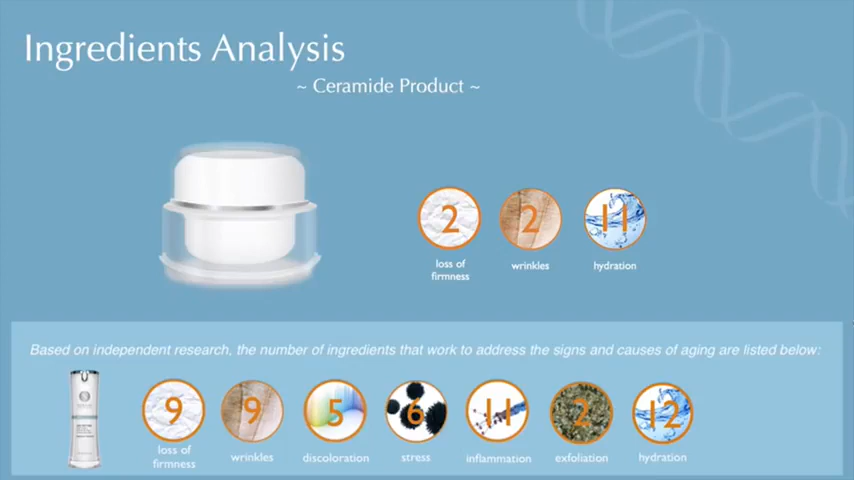 Ingredients Analysis
~ Ceramide Product ~
2 2 11
loss of firmness wrinkles hydration
Based on independent research, the number of ingredients that work to address the signs and causes of aging are listed below:
9 9 5 6 11 2 12
loss of firmness wrinkles discoloration stress inflammation exfoliation hydration